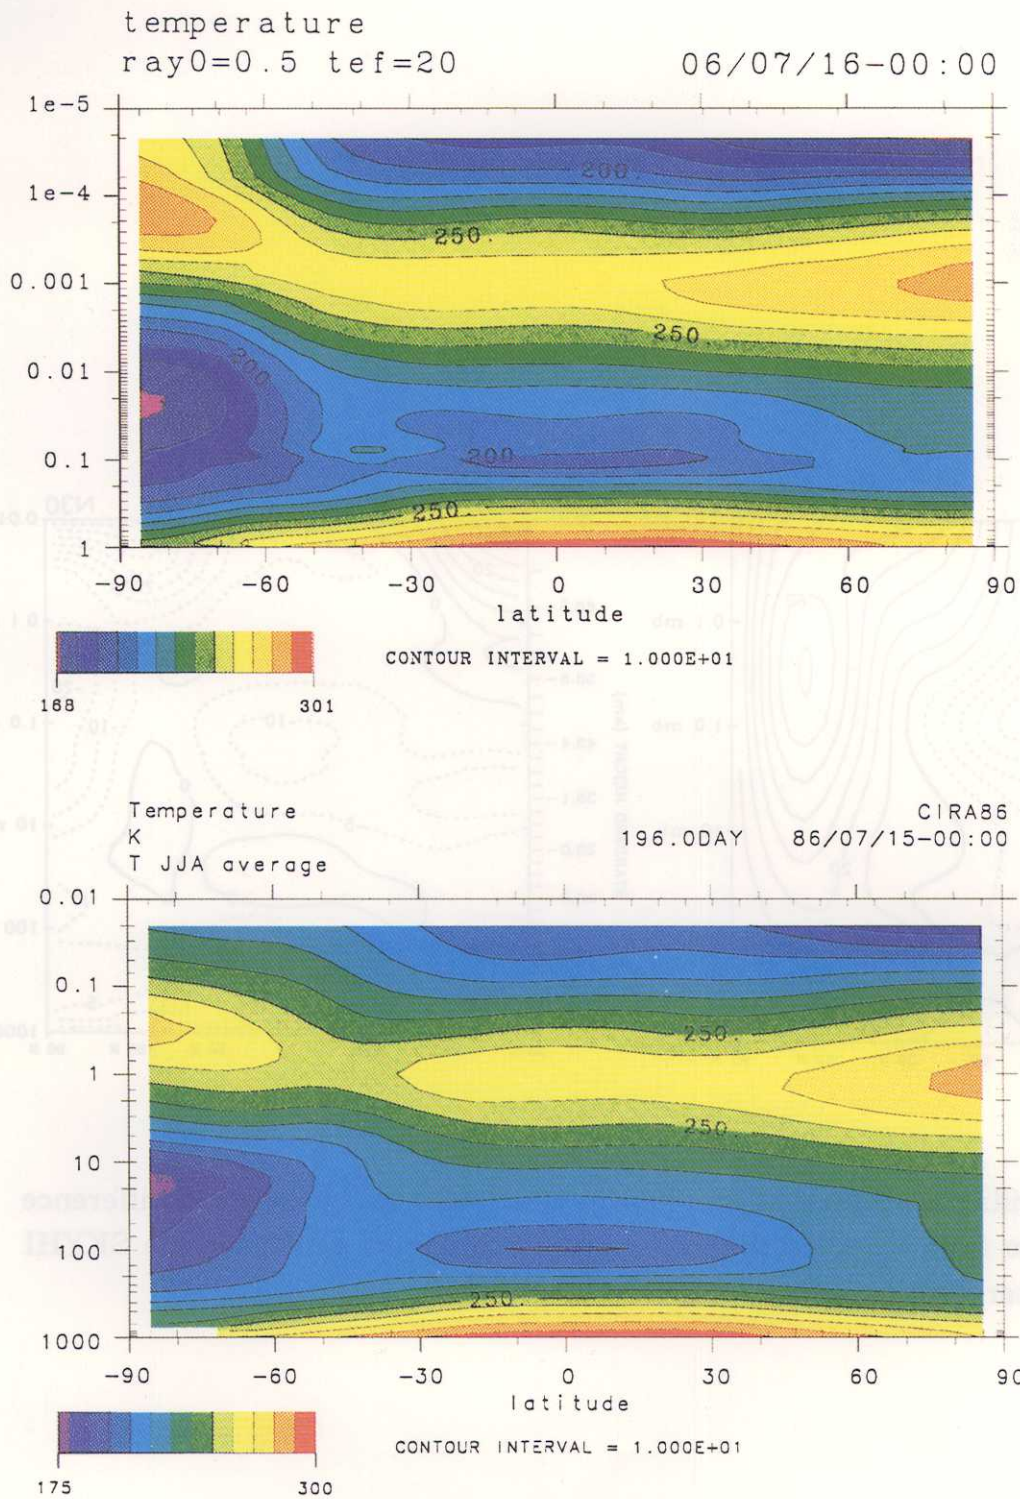 temperature
ray0=0.5 tef=20 06/07/16-00:00
1e-5
1e-4
0.001
0.01
0.1
1
200.
250.
250.
200
200
250.
-90 -60 -30 0 30 60 90
latitude
CONTOUR INTERVAL = 1.000E+01
168 301
Temperature CIRA86
K 196.0DAY 86/07/15-00:00
T JJA average
0.01
0.1
1
10
100
1000
250.
250.
250.
-90 -60 -30 0 30 60 90
latitude
CONTOUR INTERVAL = 1.000E+01
175 300